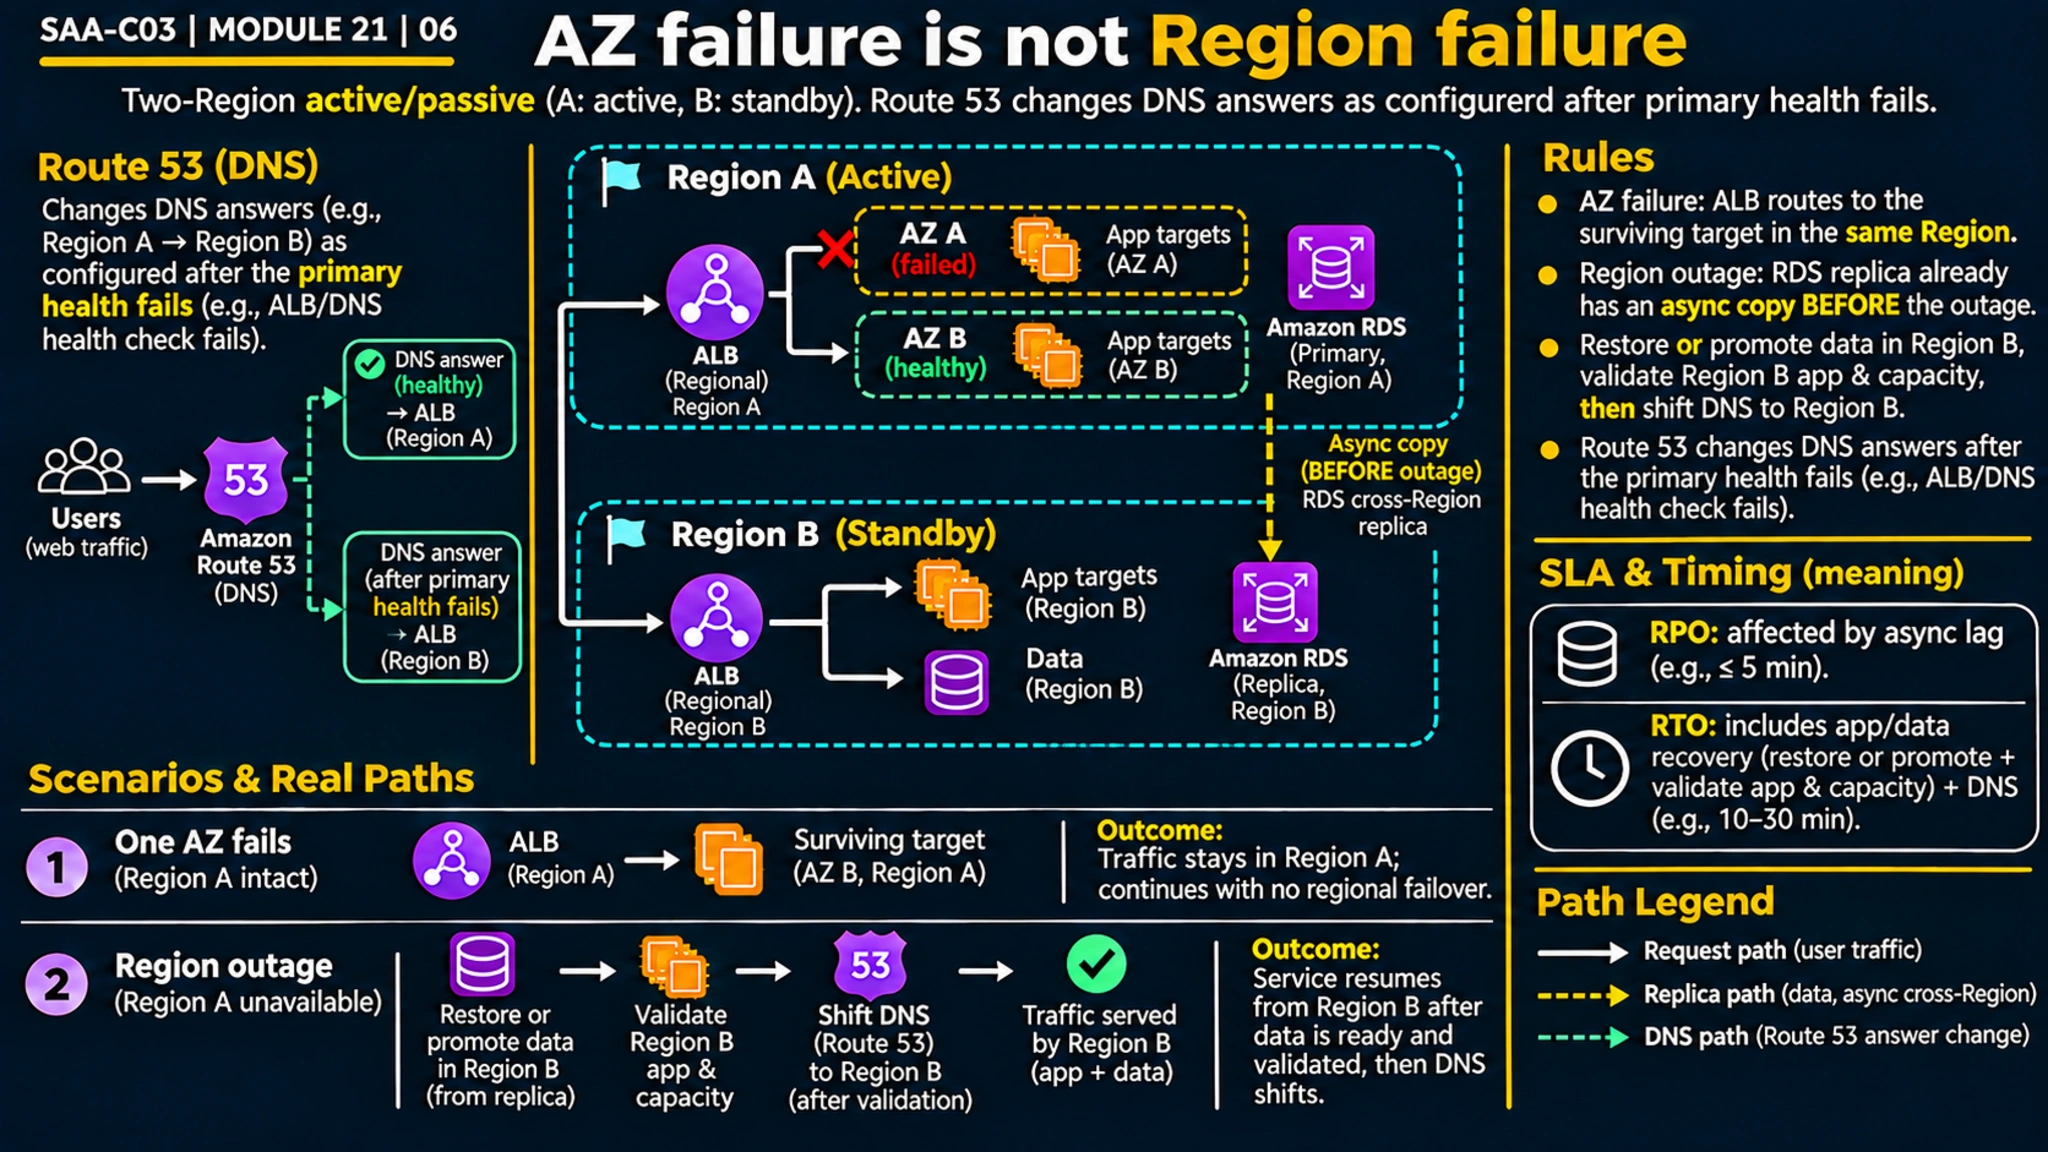 SAA-C03 | MODULE 21 | 06
AZ failure is not Region failure
Two-Region active/passive (A: active, B: standby). Route 53 changes DNS answers as configurerd after primary health fails.
Route 53 (DNS)
Changes DNS answers (e.g.,
Region A → Region B) as
configured after the primary
health fails (e.g., ALB/DNS
health check fails).
DNS answer
(healthy)
→ ALB
(Region A)
53
Users
(web traffic)
Amazon
Route 53
(DNS)
DNS answer
(after primary
health fails)
→ ALB
(Region B)
Region A (Active)
ALB
(Regional)
Region A
AZ A
(failed)
App targets
(AZ A)
AZ B
(healthy)
App targets
(AZ B)
Amazon RDS
(Primary,
Region A)
Async copy
(BEFORE outage)
RDS cross-Region
replica
Region B (Standby)
ALB
(Regional)
Region B
App targets
(Region B)
Data
(Region B)
Amazon RDS
(Replica,
Region B)
Rules
AZ failure: ALB routes to the
surviving target in the same Region.
Region outage: RDS replica already
has an async copy BEFORE the outage.
Restore or promote data in Region B,
validate Region B app & capacity,
then shift DNS to Region B.
Route 53 changes DNS answers after
the primary health fails (e.g., ALB/DNS
health check fails).
SLA & Timing (meaning)
RPO: affected by async lag
(e.g., ≤ 5 min).
RTO: includes app/data
recovery (restore or promote +
validate app & capacity) + DNS
(e.g., 10–30 min).
Path Legend
Request path (user traffic)
Replica path (data, async cross-Region)
DNS path (Route 53 answer change)
Scenarios & Real Paths
1
One AZ fails
(Region A intact)
ALB
(Region A)
Surviving target
(AZ B, Region A)
Outcome:
Traffic stays in Region A;
continues with no regional failover.
2
Region outage
(Region A unavailable)
Restore or
promote data
in Region B
(from replica)
Validate
Region B
app &
capacity
53
Shift DNS
(Route 53)
to Region B
(after validation)
Traffic served
by Region B
(app + data)
Outcome:
Service resumes
from Region B after
data is ready and
validated, then DNS
shifts.